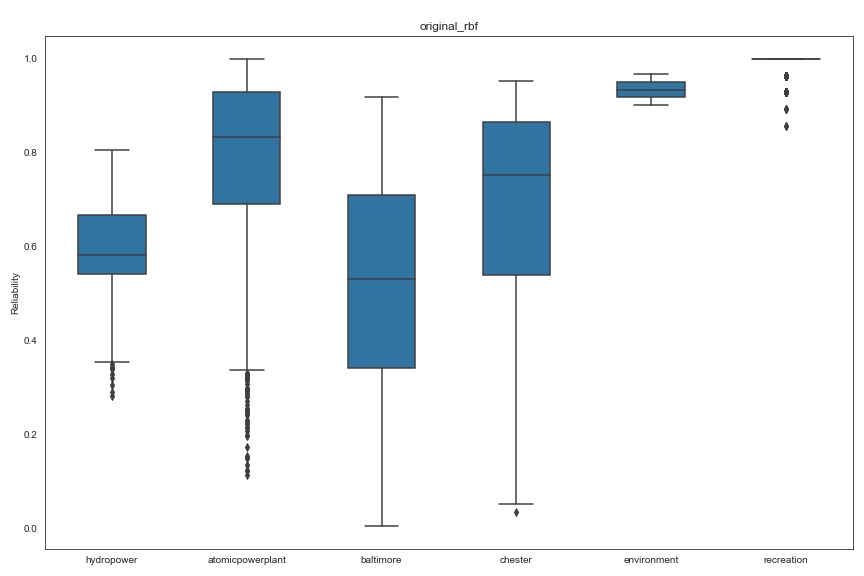 original_rbf
1.0
0.8
0.6
0.4
0.2
0.0
Reliability
hydropower atomicpowerplant baltimore chester environment recreation